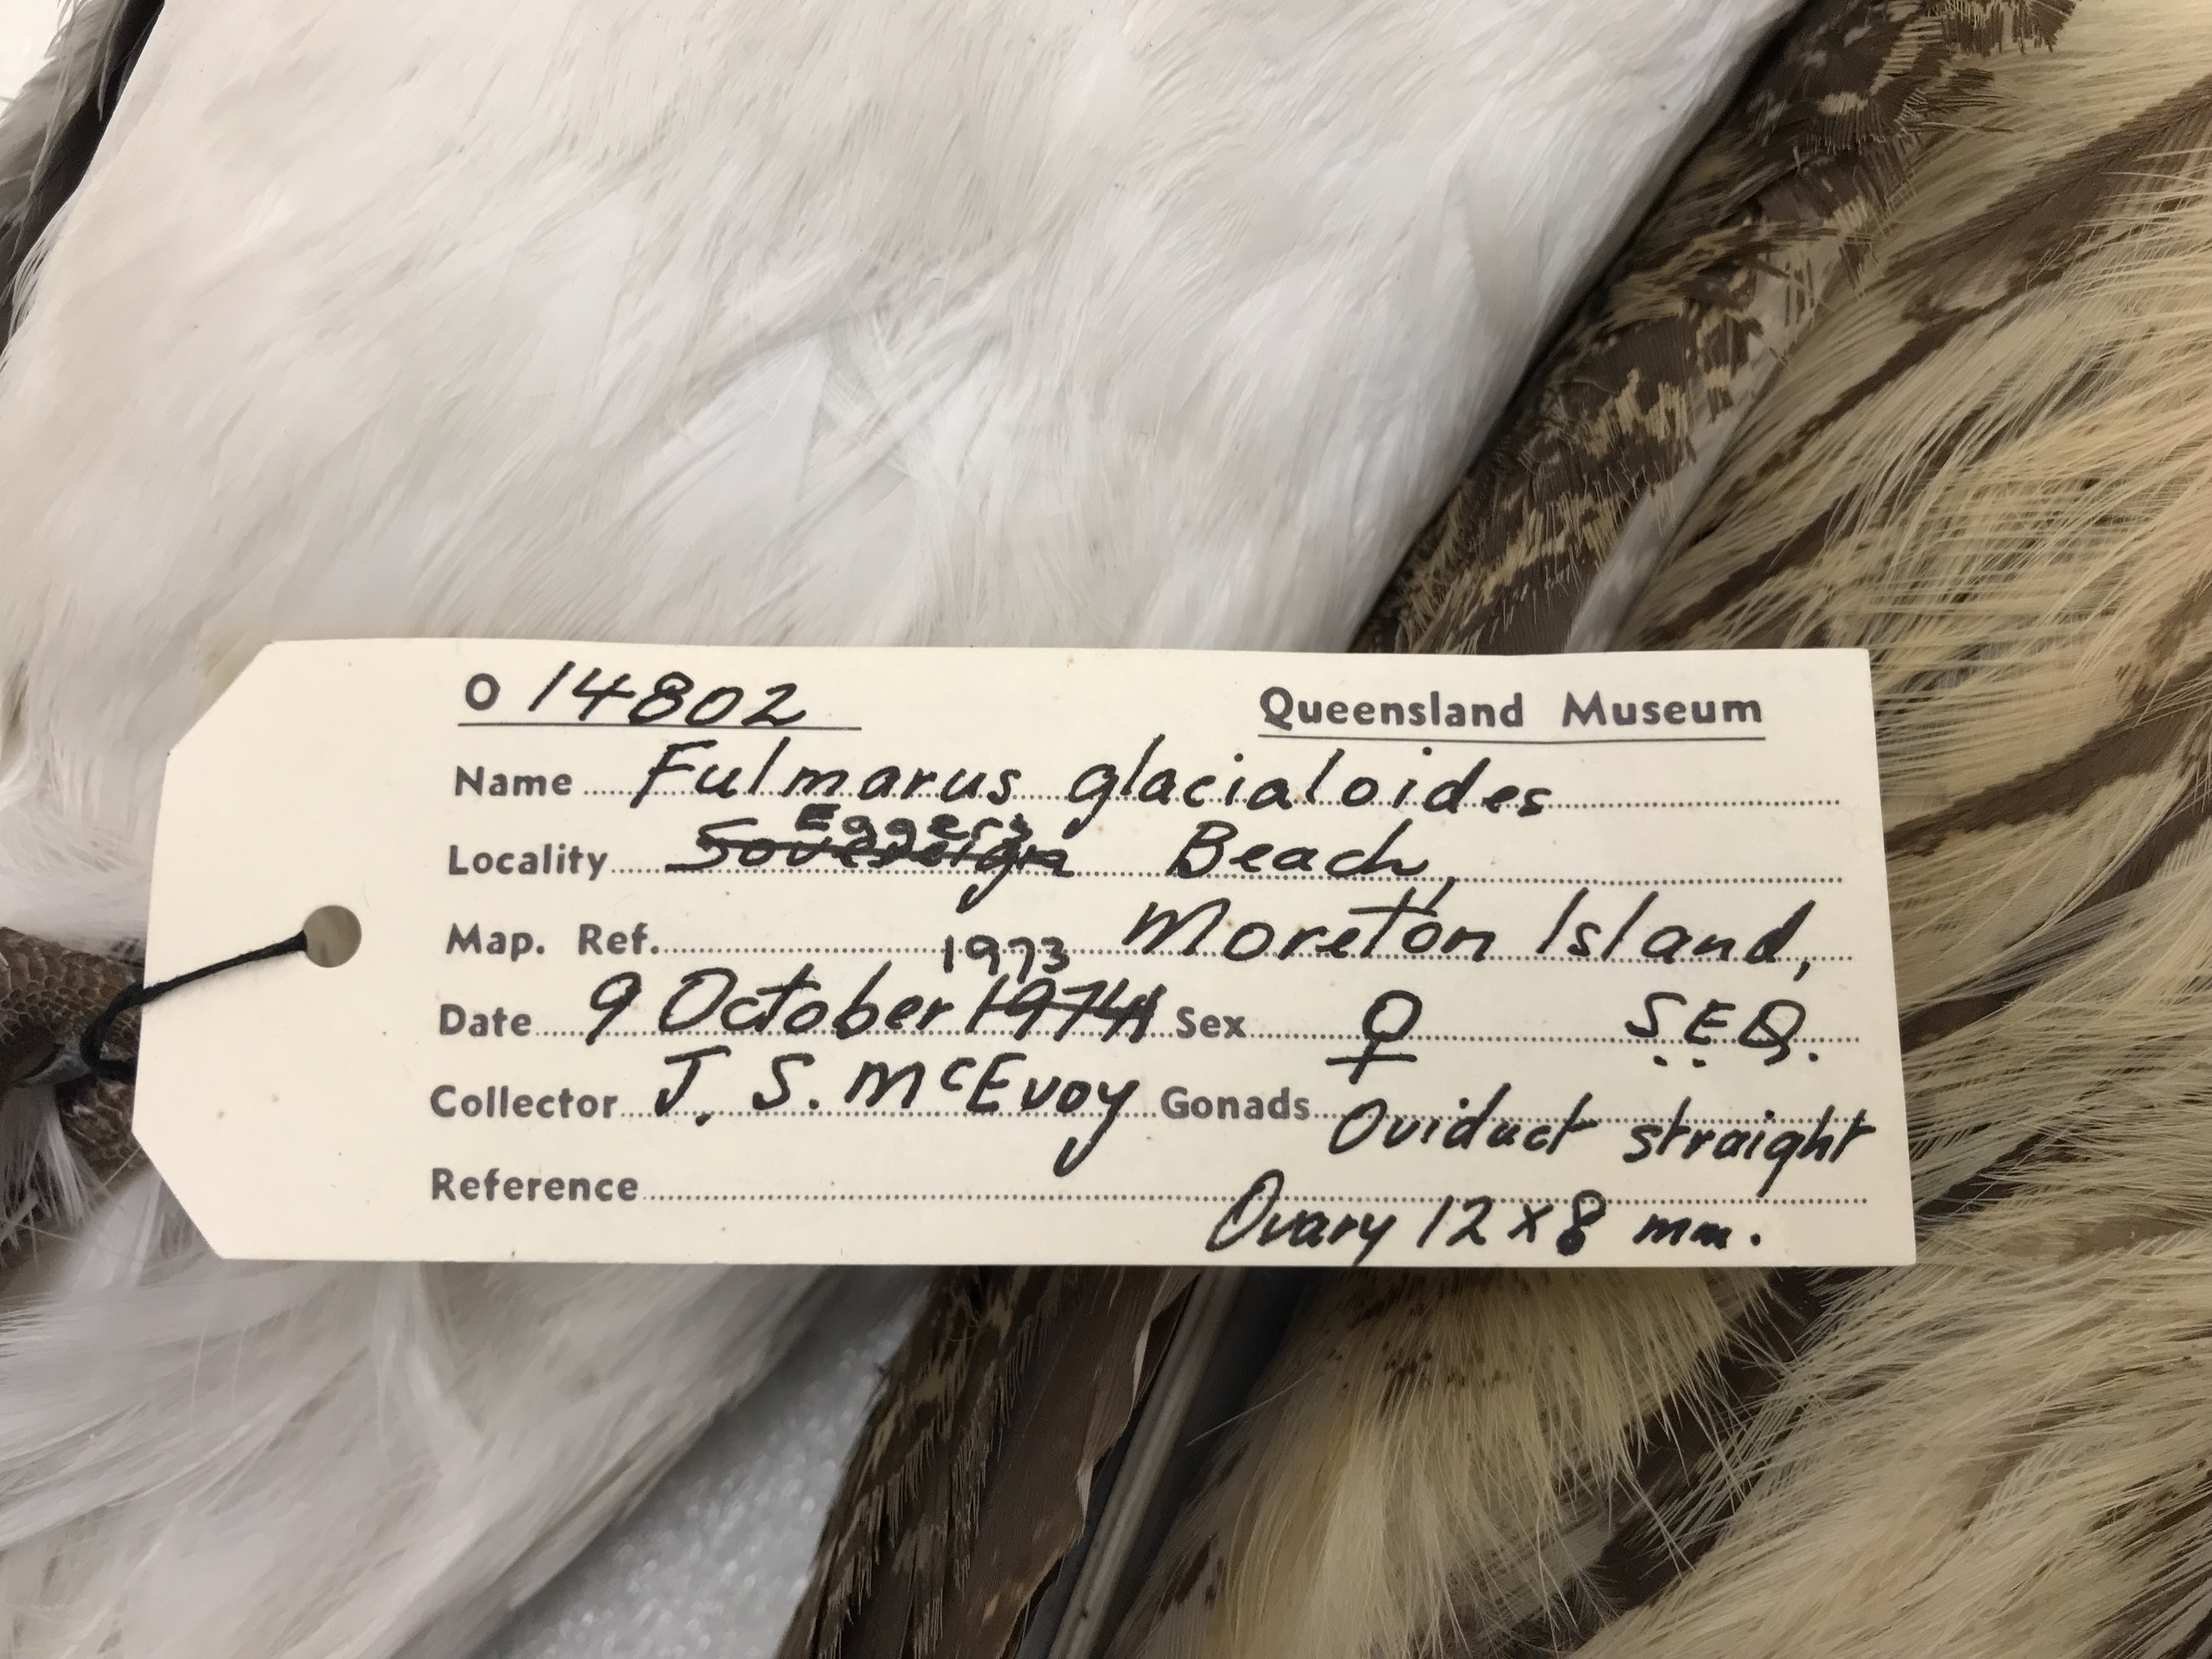 O 14802 Queensland Museum
Name Fulmarus glacialoides
Eagers
Locality Sovereign Beach,
Map. Ref. Moreton Island,
1973
Date 9 October 1974 Sex ♀ S.E.Q.
Collector J. S. McEvoy Gonads Oviduct straight
Reference Ovary 12 x 8 mm.